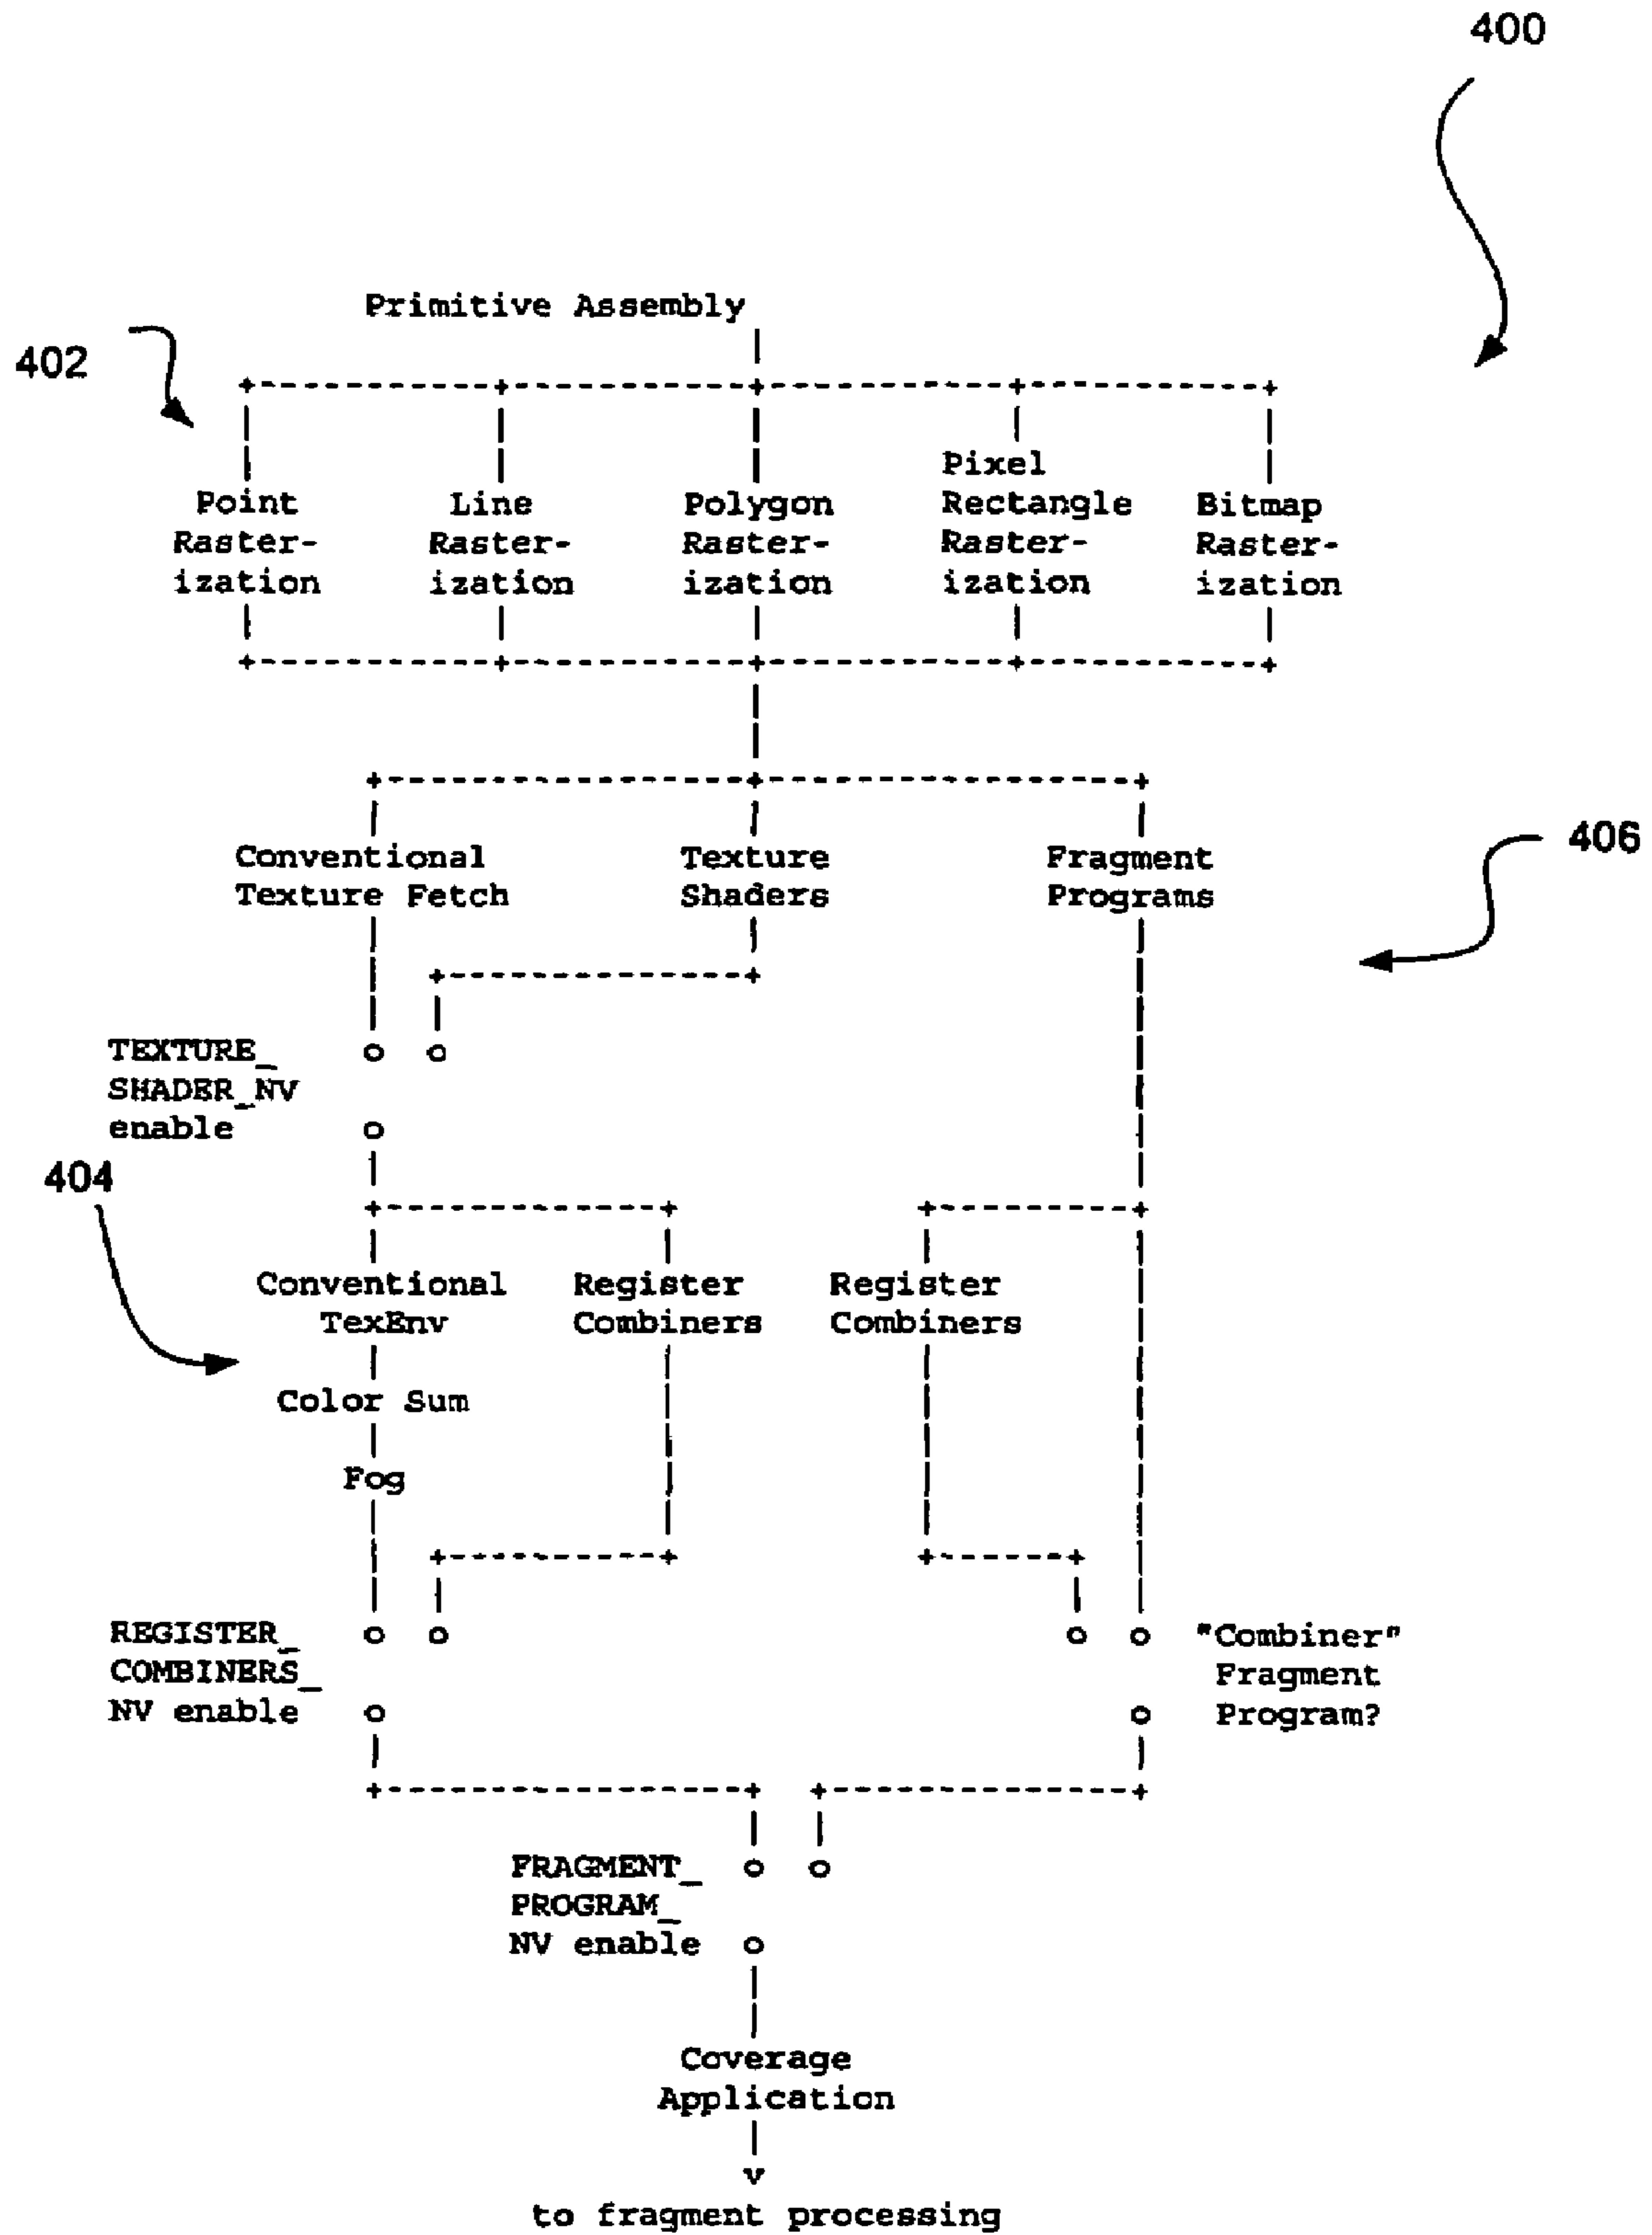 400
Primitive Assembly
402
Pixel
Point Line Polygon Rectangle Bitmap
Raster- Raster- Raster- Raster- Raster-
ization ization ization ization ization
Conventional Texture Fragment
Texture Fetch Shaders Programs
406
TEXTURE_
SHADER_NV
enable
404
Conventional Register Register
TexEnv Combiners Combiners
Color Sum
Fog
REGISTER_ "Combiner"
COMBINERS_ Fragment
NV enable Program?
FRAGMENT_
PROGRAM_
NV enable
Coverage
Application
v
to fragment processing